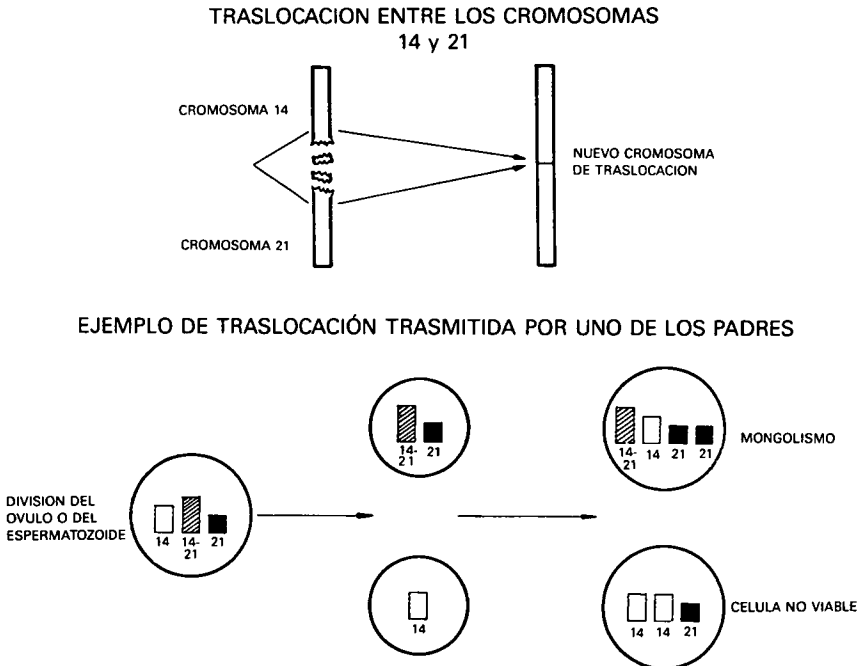 TRASLOCACION ENTRE LOS CROMOSOMAS
14 y 21
CROMOSOMA 14
NUEVO CROMOSOMA
DE TRASLOCACION
CROMOSOMA 21
EJEMPLO DE TRASLOCACIÓN TRASMITIDA POR UNO DE LOS PADRES
14-
21
21
14-
21
14
21
21
MONGOLISMO
DIVISION DEL
OVULO O DEL
ESPERMATOZOIDE
14
14-
21
21
14
14
14
21
CELULA NO VIABLE